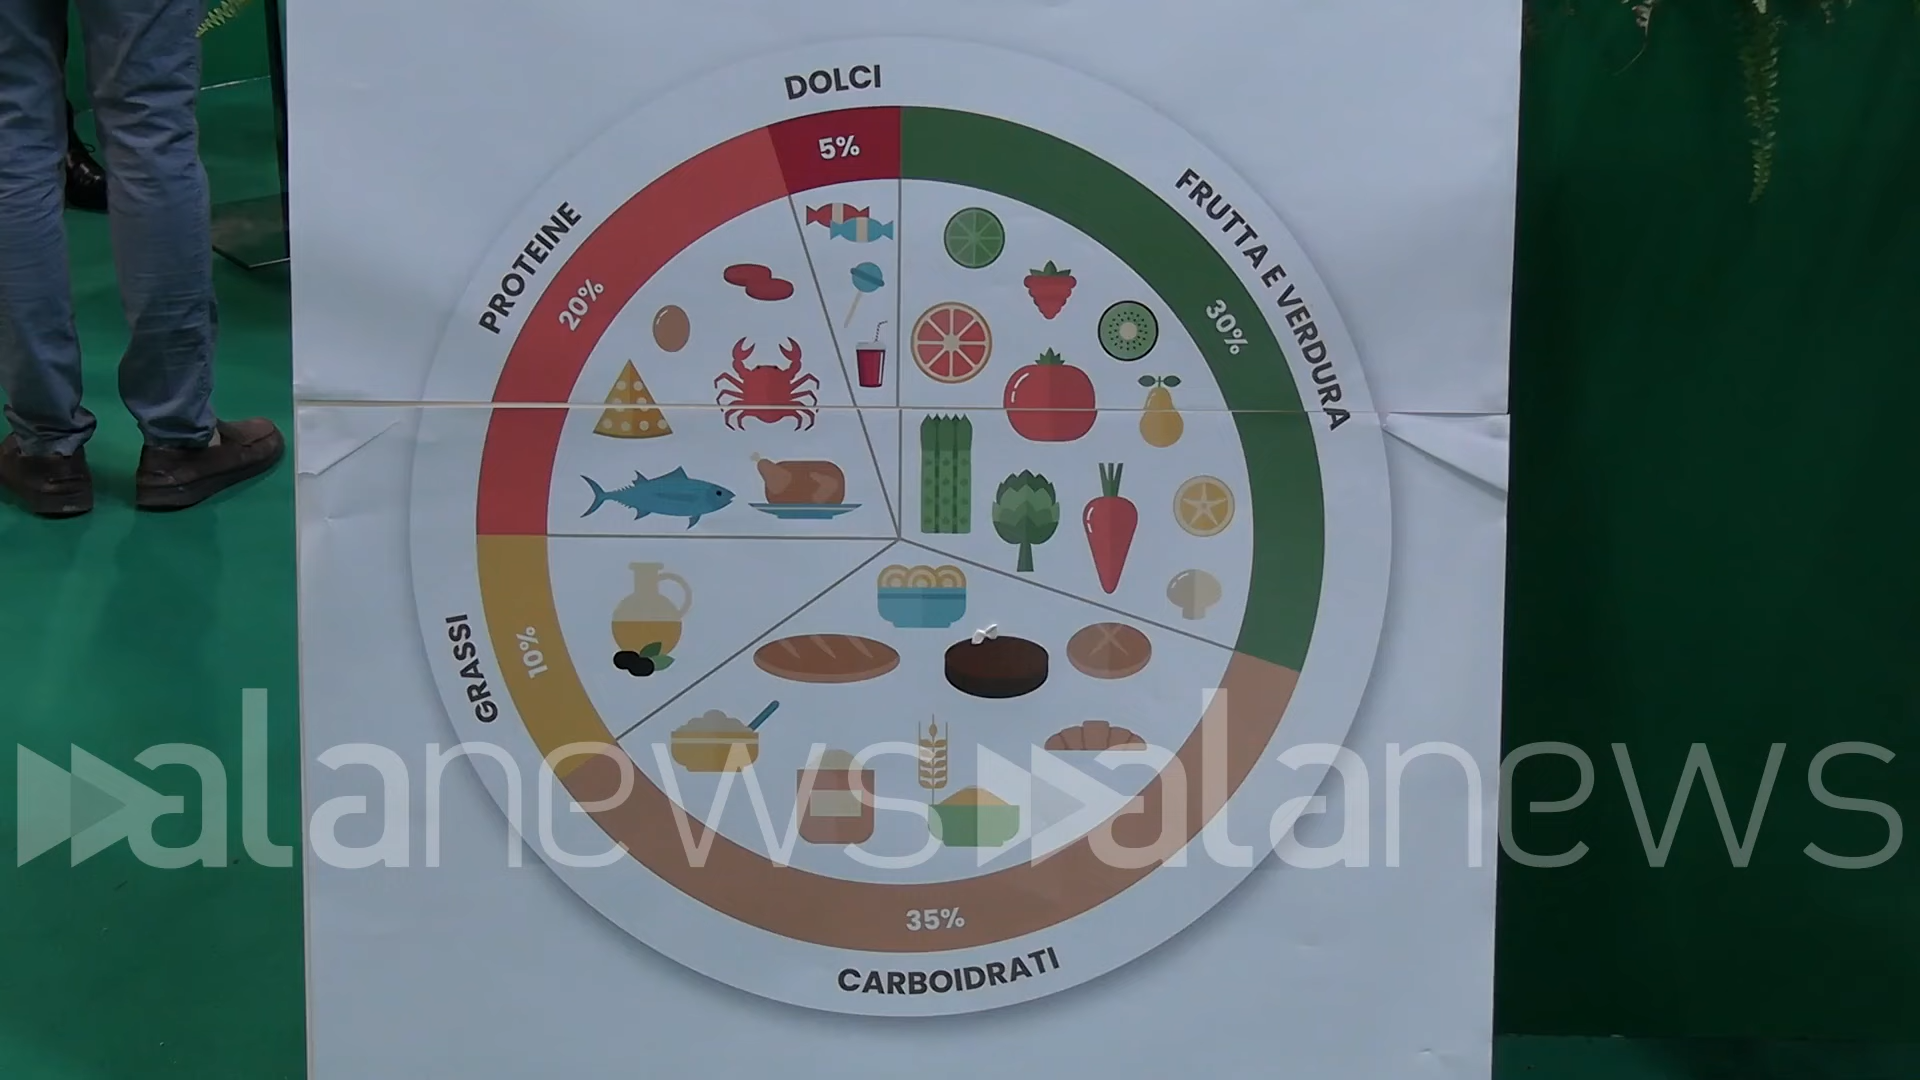 DOLCI
5%
PROTEINE
20%
FRUTTA E VERDURA
30%
GRASSI
10%
35%
CARBOIDRATI
alanews alanews